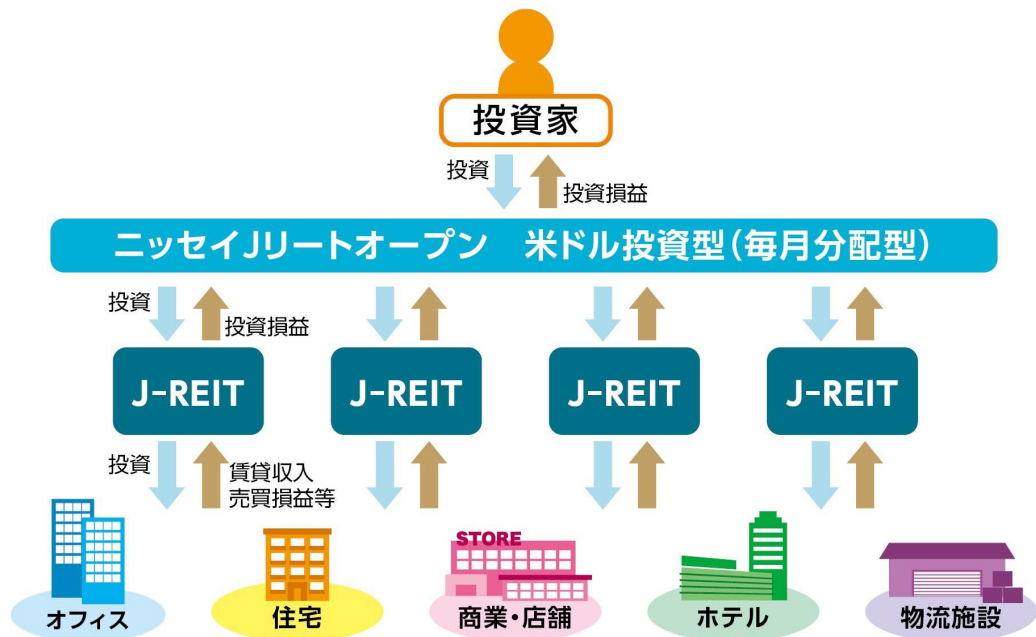 投資家
投資
投資損益
ニッセイJリートオープン 米ドル投資型(毎月分配型)
投資
投資損益
J-REIT
J-REIT
J-REIT
J-REIT
投資
賃貸収入
売買損益等
STORE
オフィス
住宅
商業・店舗
ホテル
物流施設